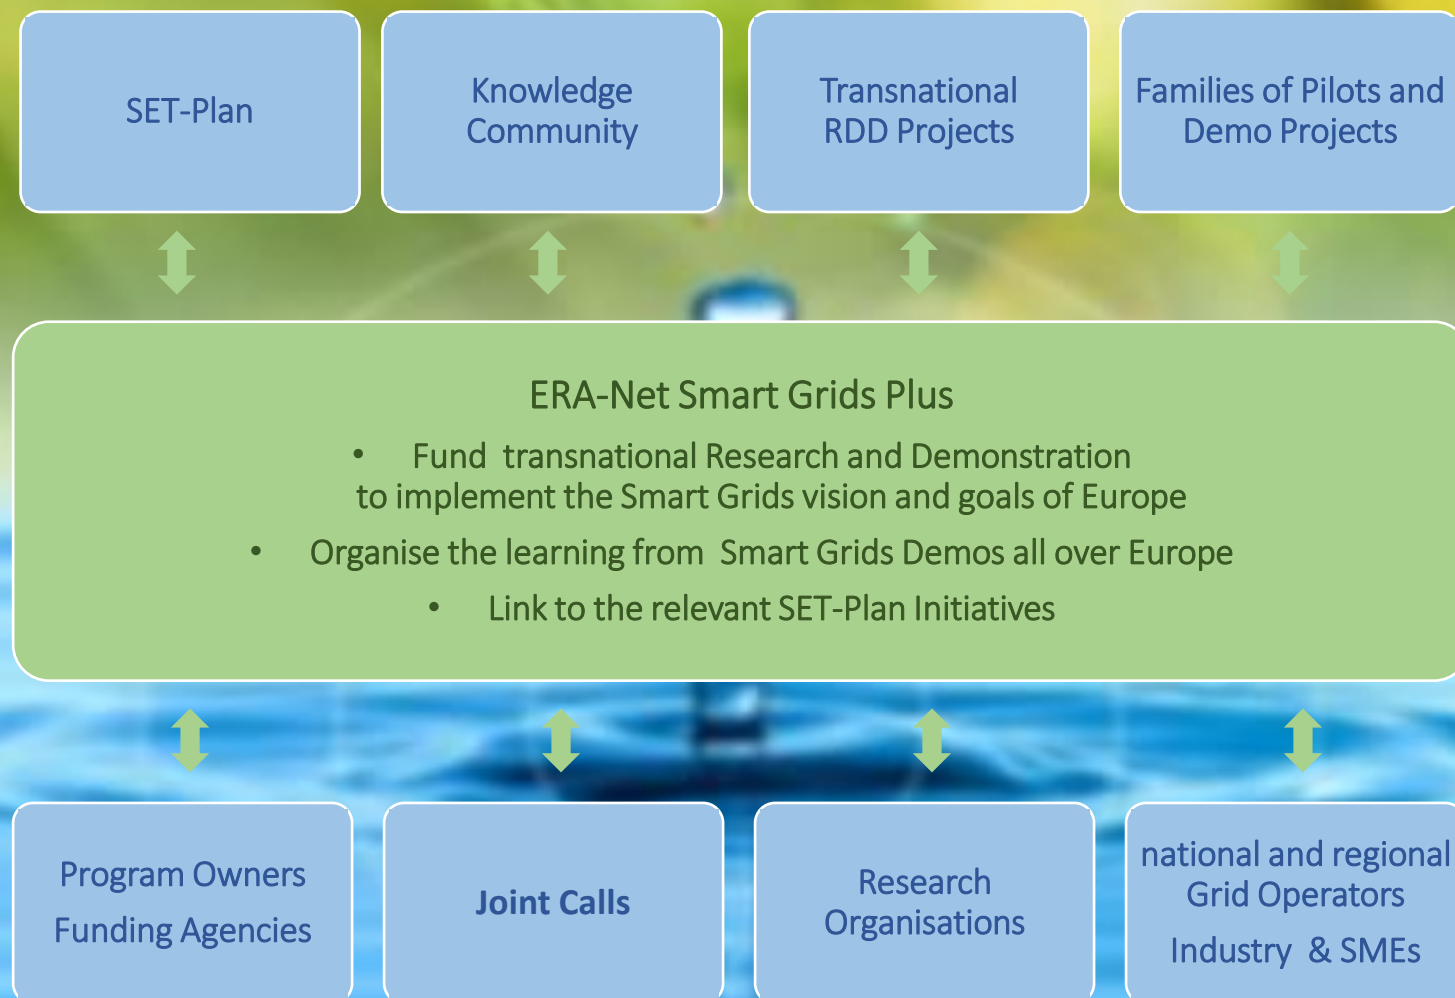 SET-Plan
Knowledge
Community
Transnational
RDD Projects
Families of Pilots and
Demo Projects
ERA-Net Smart Grids Plus
• Fund transnational Research and Demonstration
to implement the Smart Grids vision and goals of Europe
• Organise the learning from Smart Grids Demos all over Europe
• Link to the relevant SET-Plan Initiatives
Program Owners
Funding Agencies
Joint Calls
Research
Organisations
national and regional
Grid Operators
Industry & SMEs